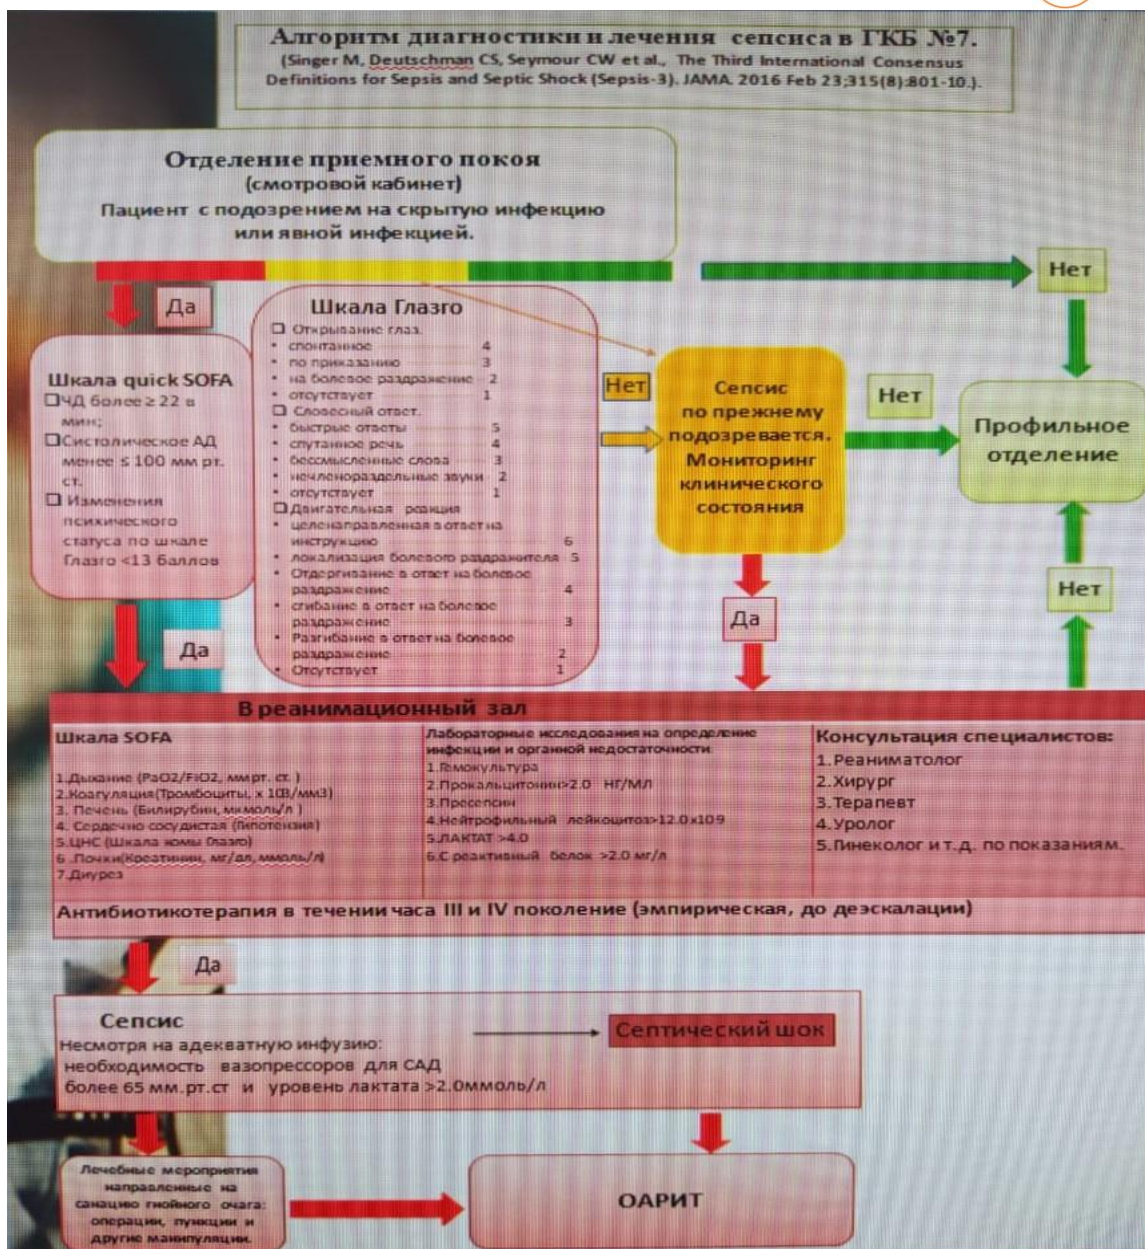 Алгоритм диагностики и лечения сепсиса в ГКБ №7.
(Singer M, Deutschman CS, Seymour CW et al., The Third International Consensus
Definitions for Sepsis and Septic Shock (Sepsis-3). JAMA. 2016 Feb 23;315(8):801-10.).
Отделение приемного покоя
(смотровой кабинет)
Пациент с подозрением на скрытую инфекцию
или явной инфекцией.
Нет
Да
Шкала quick SOFA
ЧД более ≥ 22 в
мин;
Систолическое АД
менее ≤ 100 мм рт.
ст.
Изменения
психического
статуса по шкале
Глазго <13 баллов
Шкала Глазго
Открывание глаз.
• спонтанное 4
• по приказанию 3
• на болевое раздражение 2
• отсутствует 1
Словесный ответ.
• быстрые ответы 5
• спутанное речь 4
• бессмысленные слова 3
• нечленораздельные звуки 2
• отсутствует 1
Двигательная реакция
• целенаправленная в ответ на
инструкцию 6
• локализация болевого раздражителя 5
• Отдергивание в ответ на болевое
раздражение 4
• сгибание в ответ на болевое
раздражение 3
• Разгибание в ответ на болевое
раздражение 2
• Отсутствует 1
Нет
Сепсис
по прежнему
подозревается.
Мониторинг
клинического
состояния
Нет
Профильное
отделение
Да
Да
Нет
В реанимационный зал
Шкала SOFA
1.Дыхание (PaO2/FiO2, мм рт. ст. )
2.Коагуляция(Тромбоциты, х 103/мм3)
3. Печень (Билирубин, мкмоль/л )
4. Сердечно сосудистая (Гипотензия)
5.ЦНС (Шкала комы Глазго)
6 .Почки(Креатинин, мг/дл, ммоль/л)
7.Диурез
Лабораторные исследования на определение
инфекции и органной недостаточности
1.Гемокультура
2.Прокальцитонин>2.0 НГ/МЛ
3.Пресепсин
4.Нейтрофильный лейкоцитоз>12.0х109
5.ЛАКТАТ >4.0
6.С реактивный белок >2.0 мг/л
Консультация специалистов:
1.Реаниматолог
2.Хирург
3.Терапевт
4.Уролог
5.Гинеколог и т.д. по показаниям.
Антибиотикотерапия в течении часа III и IV поколение (эмпирическая, до деэскалации)
Да
Сепсис
Несмотря на адекватную инфузию:
необходимость вазопрессоров для САД
более 65 мм.рт.ст и уровень лактата >2.0ммоль/л
Септический шок
Лечебные мероприятия
направленные на
санацию гнойного очага:
операции, пункции и
другие манипуляции.
ОАРИТ